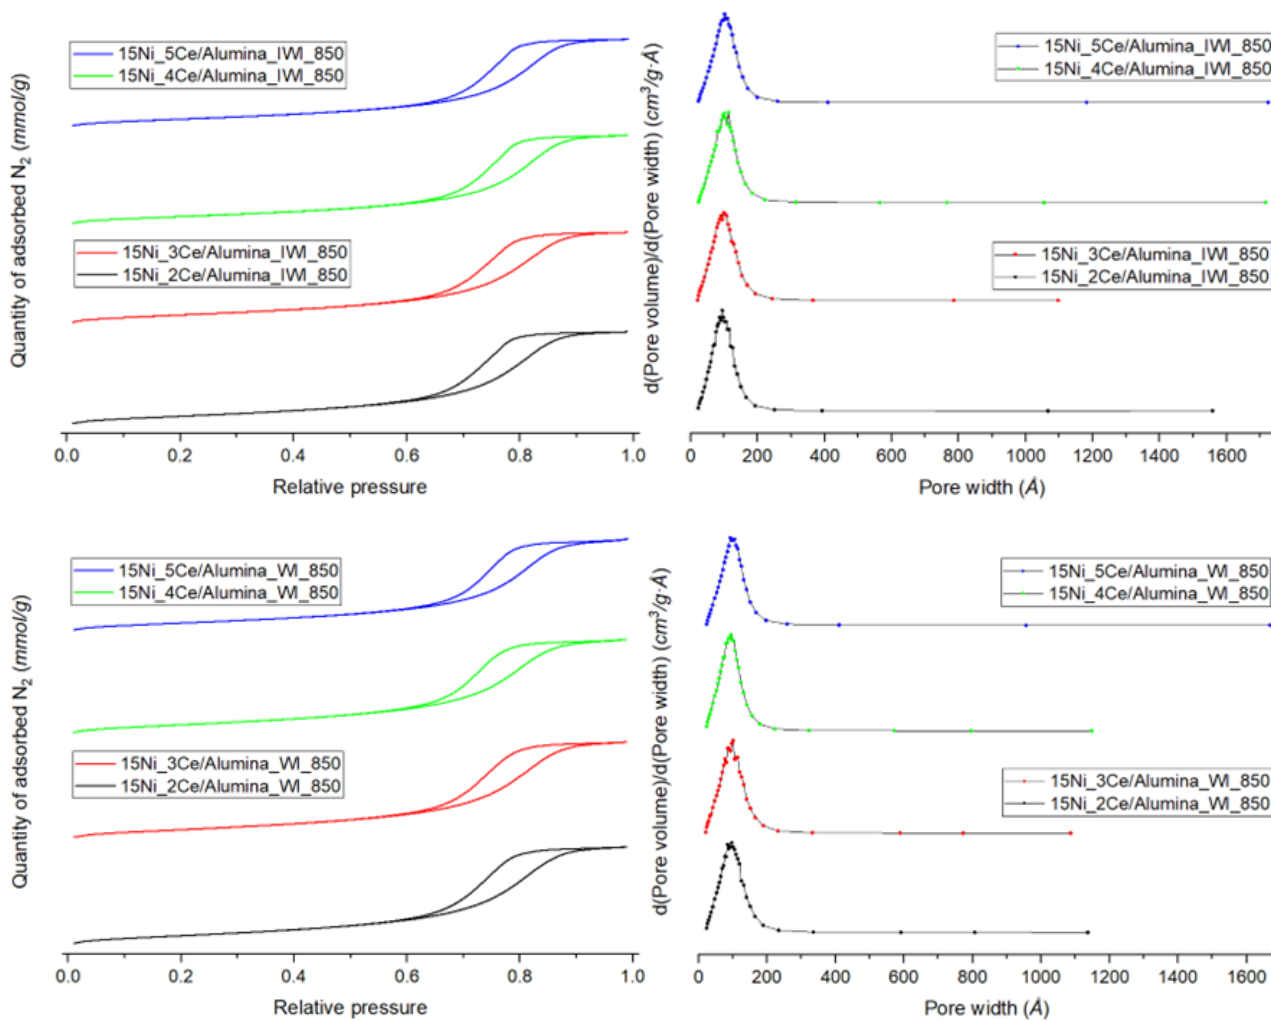 Quantity of adsorbed N₂ (mmol/g)
15Ni_5Ce/Alumina_IWI_850
15Ni_4Ce/Alumina_IWI_850
15Ni_3Ce/Alumina_IWI_850
15Ni_2Ce/Alumina_IWI_850
0.0 0.2 0.4 0.6 0.8 1.0
Relative pressure
d(Pore volume)/d(Pore width) (cm³/g·Å)
15Ni_5Ce/Alumina_IWI_850
15Ni_4Ce/Alumina_IWI_850
15Ni_3Ce/Alumina_IWI_850
15Ni_2Ce/Alumina_IWI_850
0 200 400 600 800 1000 1200 1400 1600
Pore width (Å)
Quantity of adsorbed N₂ (mmol/g)
15Ni_5Ce/Alumina_WI_850
15Ni_4Ce/Alumina_WI_850
15Ni_3Ce/Alumina_WI_850
15Ni_2Ce/Alumina_WI_850
0.0 0.2 0.4 0.6 0.8 1.0
Relative pressure
d(Pore volume)/d(Pore width) (cm³/g·Å)
15Ni_5Ce/Alumina_WI_850
15Ni_4Ce/Alumina_WI_850
15Ni_3Ce/Alumina_WI_850
15Ni_2Ce/Alumina_WI_850
0 200 400 600 800 1000 1200 1400
Pore width (Å)